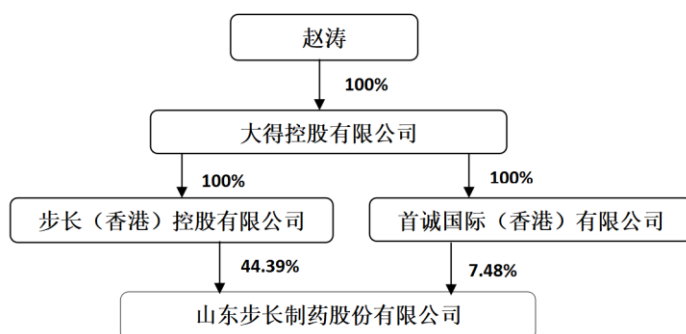 赵涛
100%
大得控股有限公司
100%
100%
步长（香港）控股有限公司
首诚国际（香港）有限公司
44.39%
7.48%
山东步长制药股份有限公司